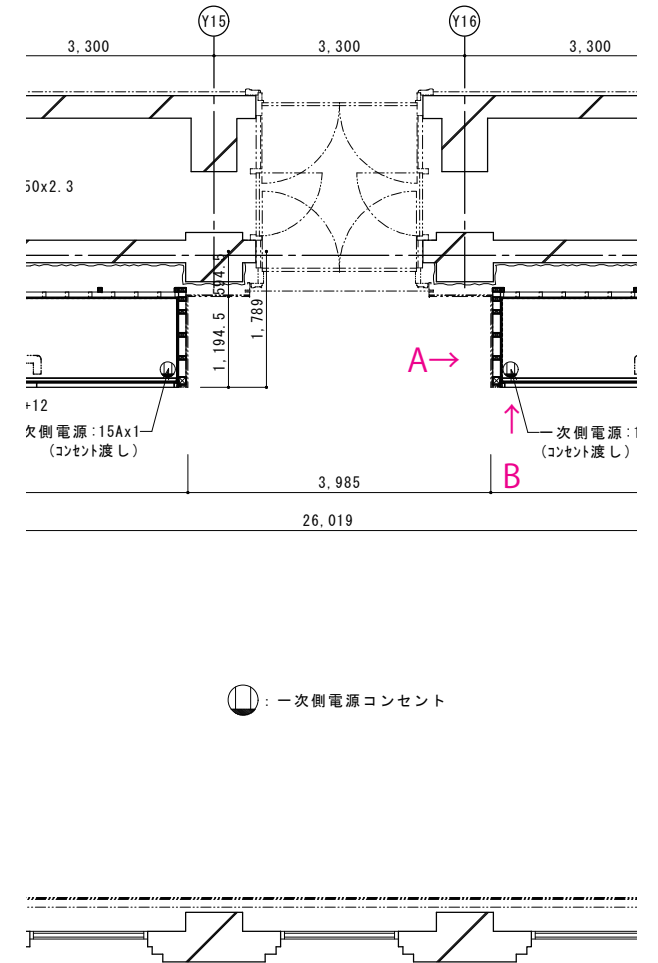 Y15
Y16
3,300
3,300
3,300
50x2.3
594.5
1,194.5
1,789
A→
+12
次側電源:15Ax1
(コンセント渡し)
↑
B
一次側電源:1
(コンセント渡し)
3,985
26,019
:一次側電源コンセント